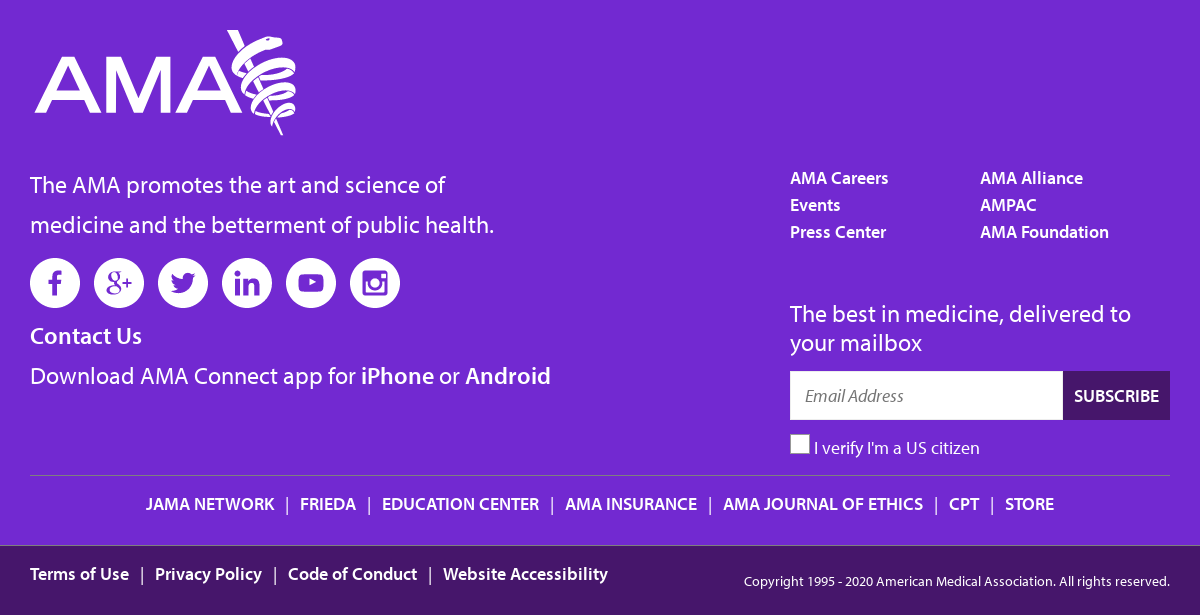 AMA
The AMA promotes the art and science of
medicine and the betterment of public health.
Contact Us
Download AMA Connect app for iPhone or Android
AMA Careers
Events
Press Center
AMA Alliance
AMPAC
AMA Foundation
The best in medicine, delivered to
your mailbox
Email Address SUBSCRIBE
I verify I'm a US citizen
JAMA NETWORK | FRIEDA | EDUCATION CENTER | AMA INSURANCE | AMA JOURNAL OF ETHICS | CPT | STORE
Terms of Use | Privacy Policy | Code of Conduct | Website Accessibility
Copyright 1995 - 2020 American Medical Association. All rights reserved.